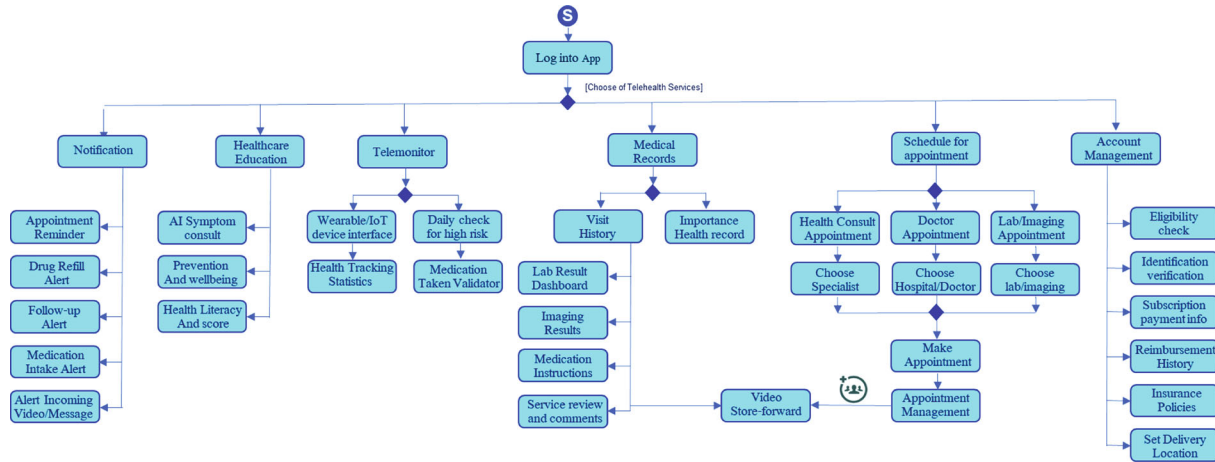 S
Log into App
[Choose of Telehealth Services]
Notification
Healthcare
Education
Telemonitor
Medical
Records
Schedule for
appointment
Account
Management
Appointment
Reminder
Drug Refill
Alert
Follow-up
Alert
Medication
Intake Alert
Alert Incoming
Video/Message
AI Symptom
consult
Prevention
And wellbeing
Health Literacy
And score
Wearable/IoT
device interface
Health Tracking
Statistics
Daily check
for high risk
Medication
Taken Validator
Visit
History
Importance
Health record
Lab Result
Dashboard
Imaging
Results
Medication
Instructions
Service review
and comments
Video
Store-forward
Health Consult
Appointment
Doctor
Appointment
Lab/Imaging
Appointment
Choose
Specialist
Choose
Hospital/Doctor
Choose
lab/imaging
Make
Appointment
Appointment
Management
Eligibility
check
Identification
verification
Subscription
payment info
Reimbursement
History
Insurance
Policies
Set Delivery
Location